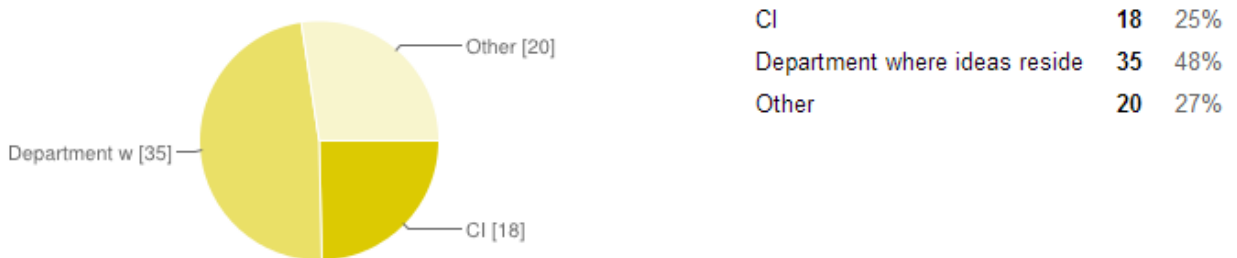 Other [20]
Department w [35]
CI [18]
CI 18 25%
Department where ideas reside 35 48%
Other 20 27%